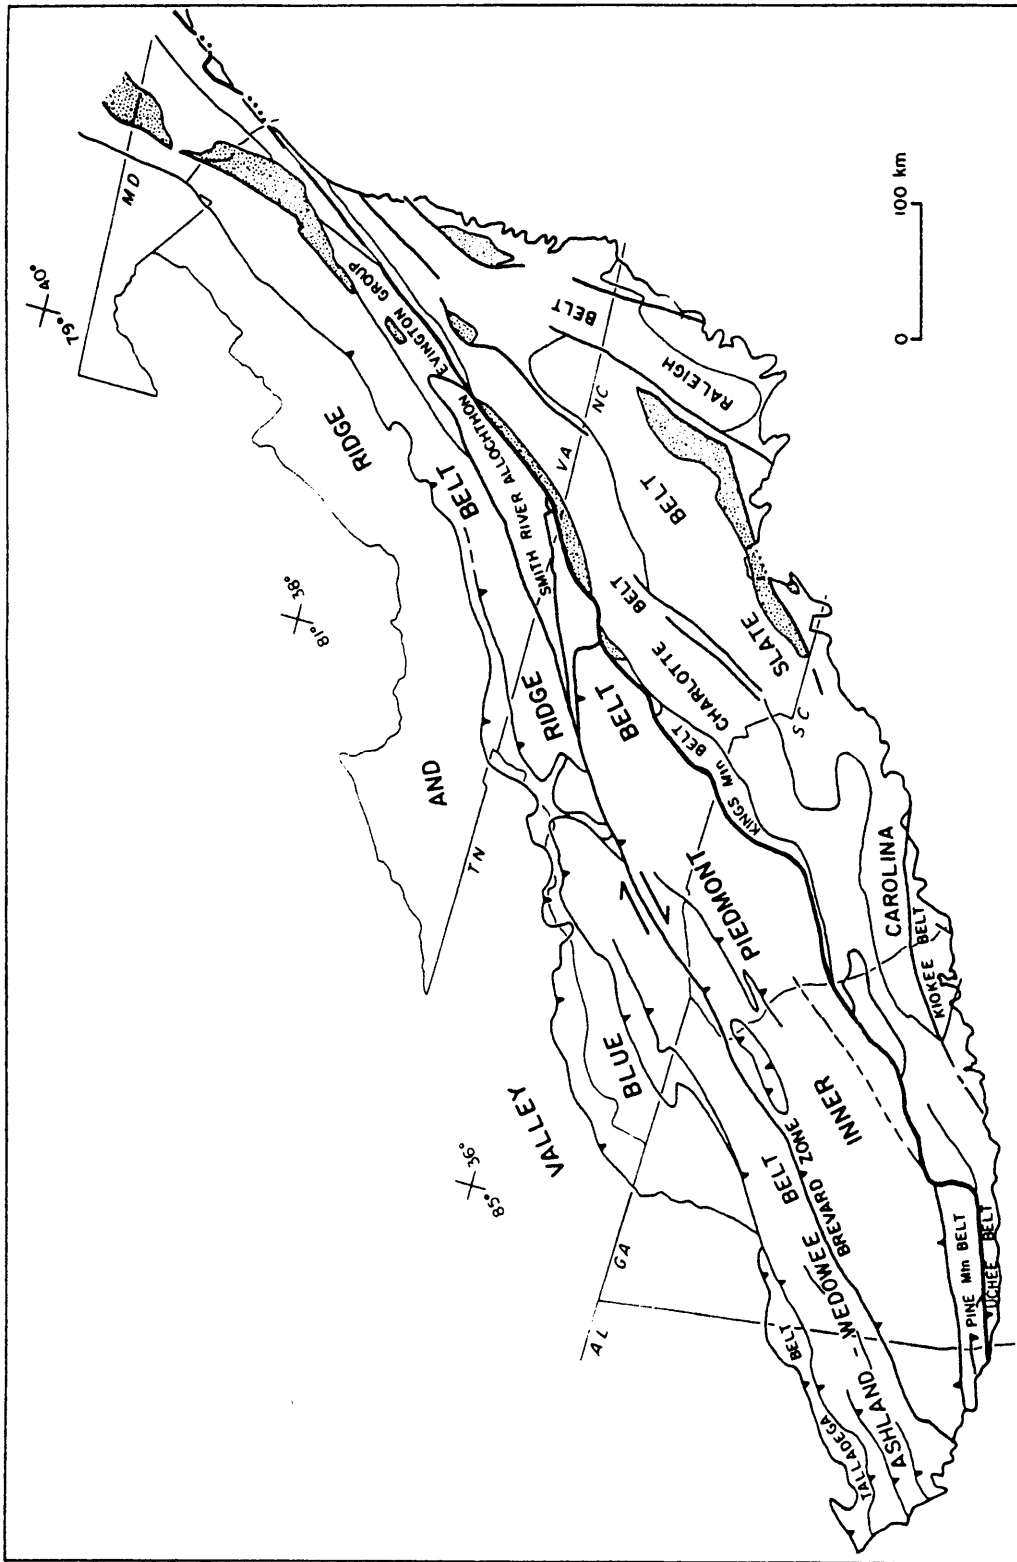 79° 40°
MD
81° 38°
85° 36°
VALLEY
AND
RIDGE
TN
BLUE
RIDGE
BELT
EVINGTON GROUP
SMITH RIVER ALLOCHTHON
VA
NC
RALEIGH
BELT
CAROLINA
SLATE
BELT
CHARLOTTE
BELT
KINGS Mtn BELT
SC
INNER
PIEDMONT
BELT
KIOKEE BELT
AL
GA
TALLADEGA
BELT
ASHLAND - WEDOWEE
BELT
BREVARD ZONE
PINE Mtn BELT
UCHEE BELT
0
100 km